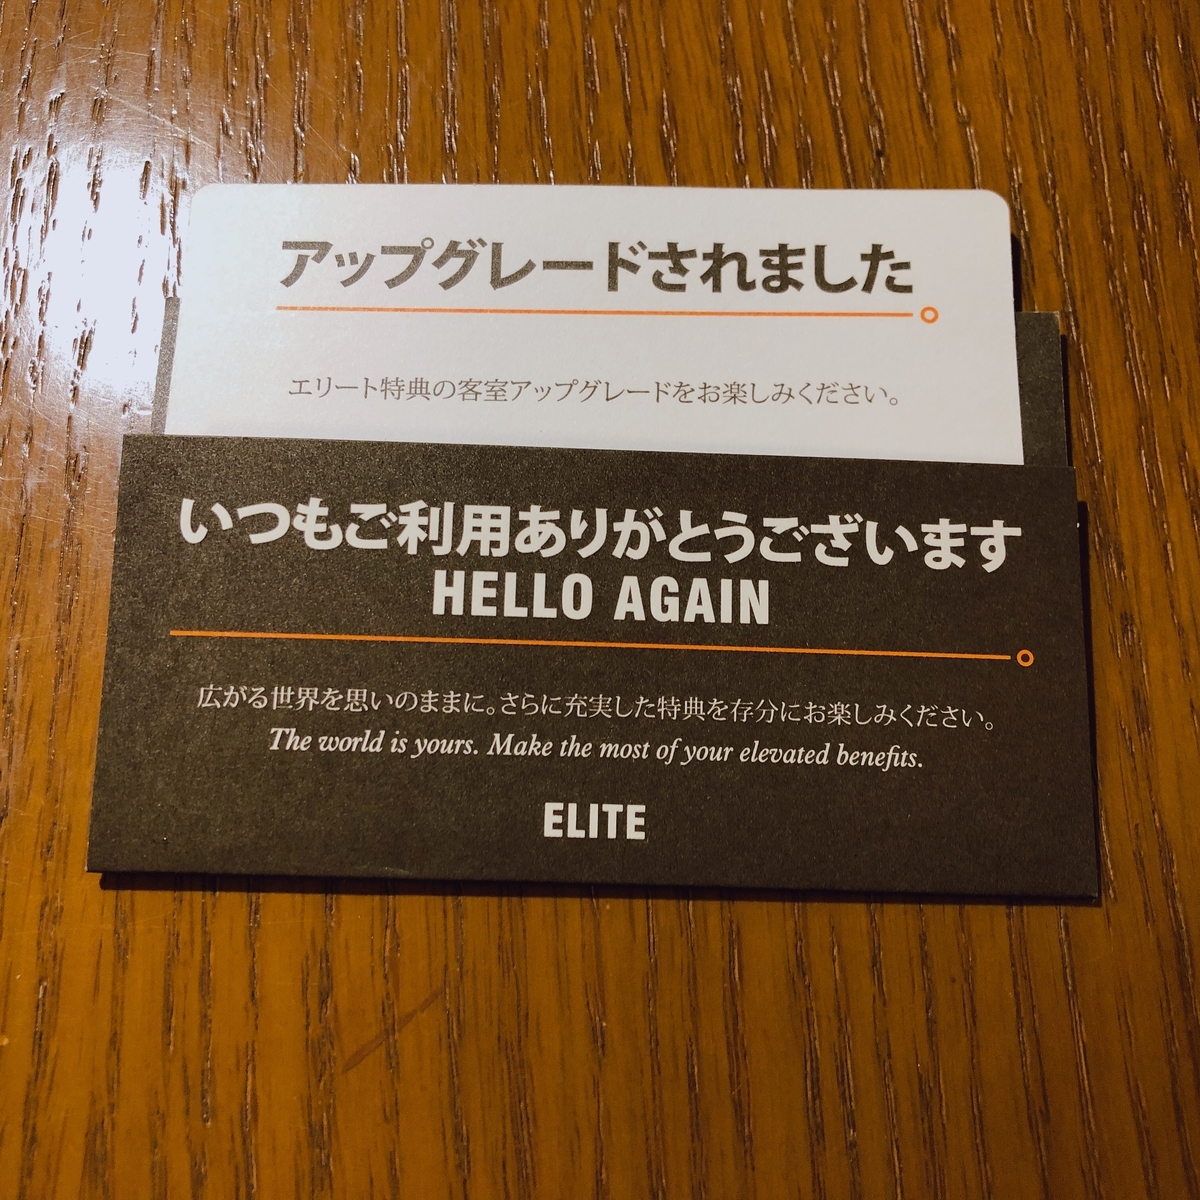 アップグレードされました
エリート特典の客室アップグレードをお楽しみください。
いつもご利用ありがとうございます
HELLO AGAIN
広がる世界を思いのままに。さらに充実した特典を存分にお楽しみください。
The world is yours. Make the most of your elevated benefits.
ELITE